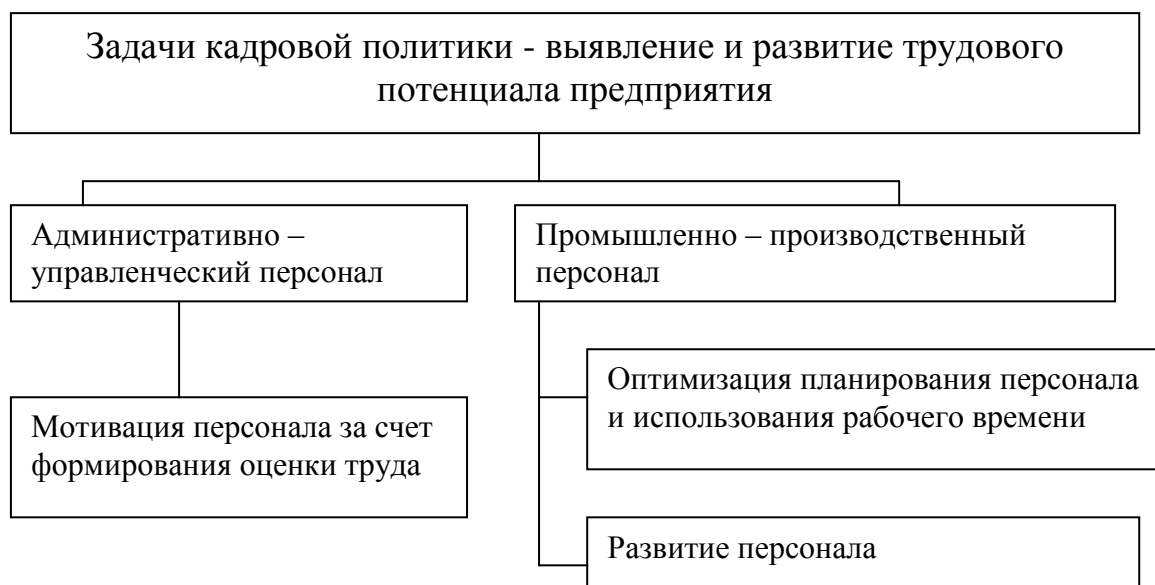 Задачи кадровой политики - выявление и развитие трудового
потенциала предприятия
Административно –
управленческий персонал
Промышленно – производственный
персонал
Мотивация персонала за счет
формирования оценки труда
Оптимизация планирования персонала
и использования рабочего времени
Развитие персонала